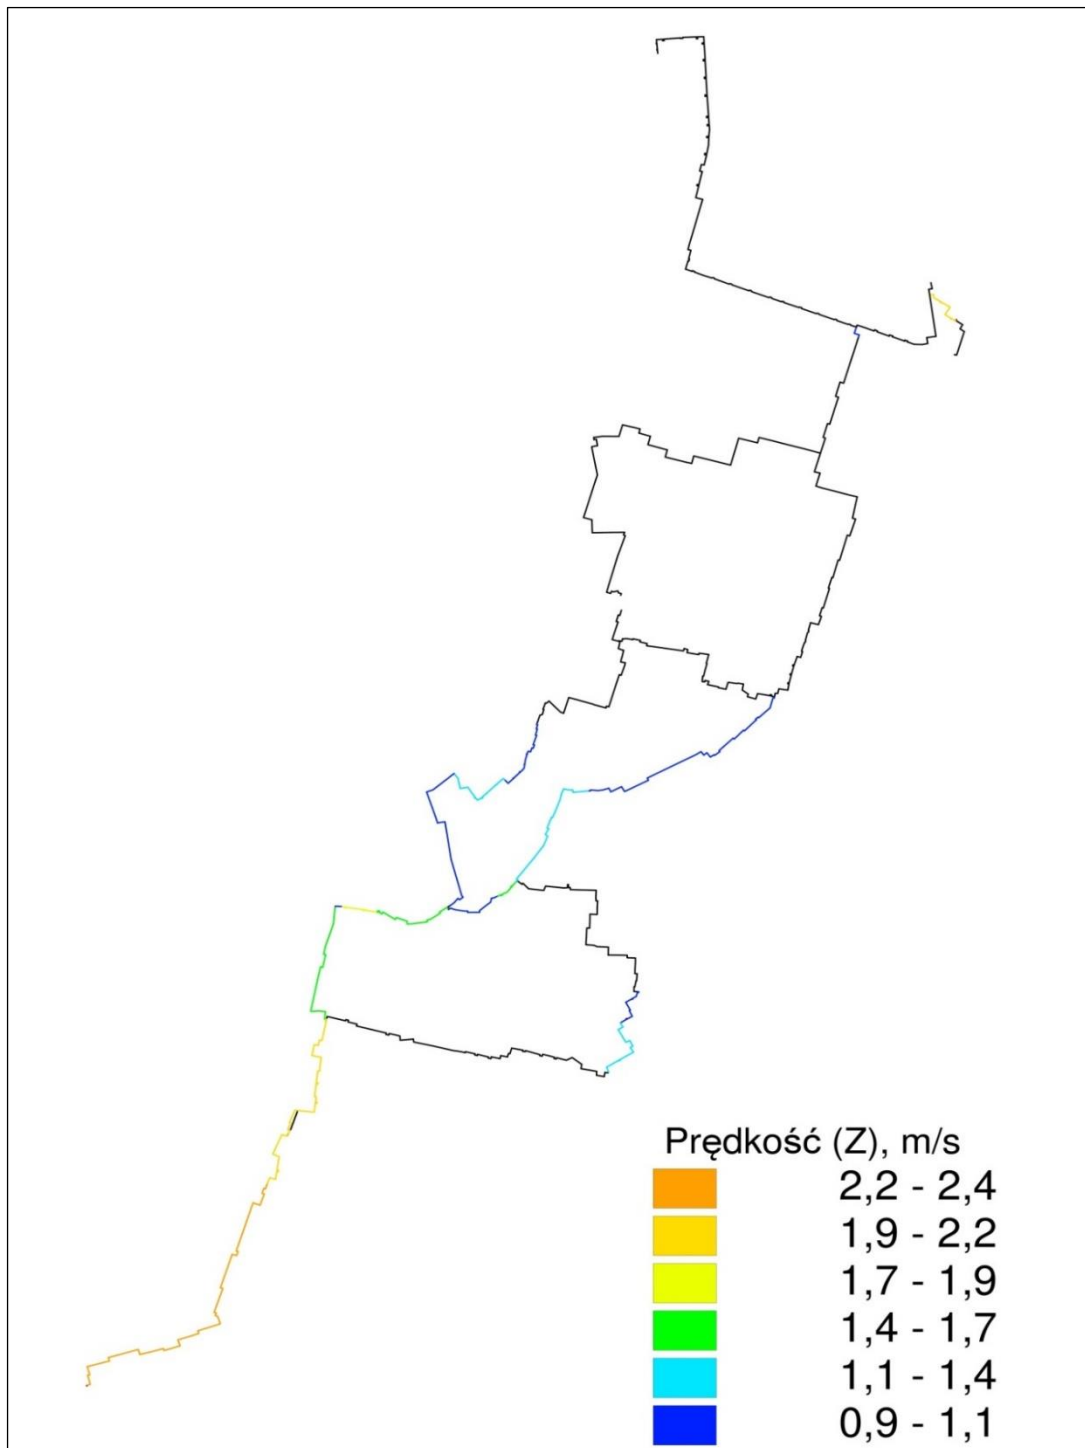 Prędkość (Z), m/s
2,2 - 2,4
1,9 - 2,2
1,7 - 1,9
1,4 - 1,7
1,1 - 1,4
0,9 - 1,1